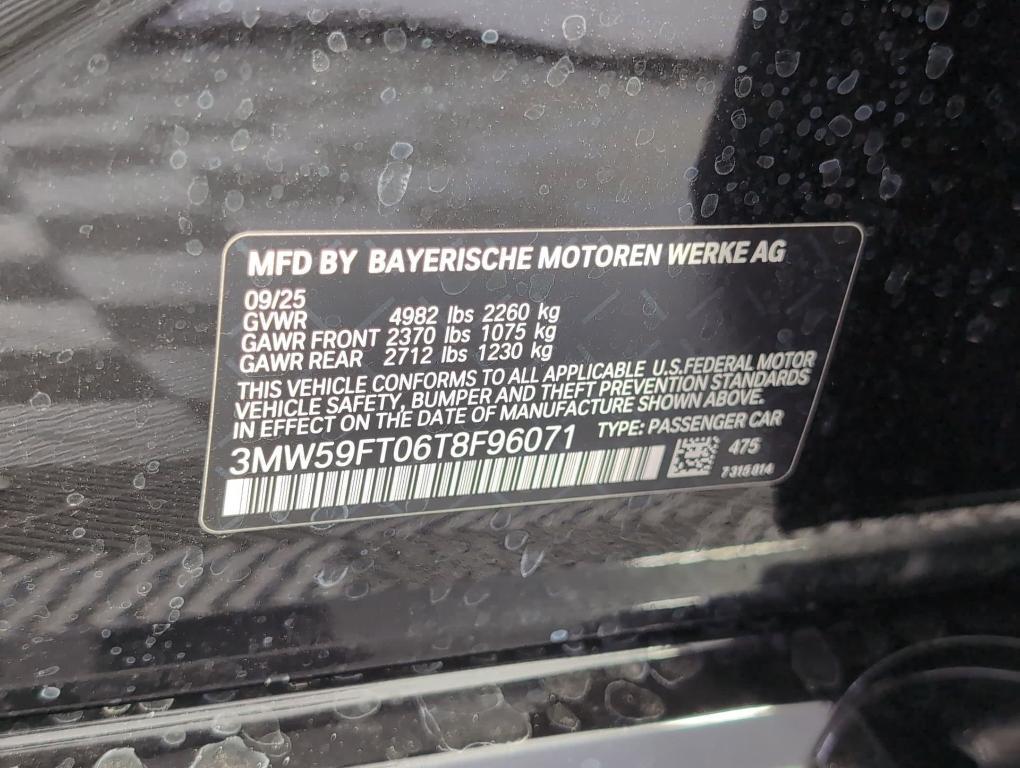 MFD BY BAYERISCHE MOTOREN WERKE AG
09/25
GVWR 4982 lbs 2260 kg
GAWR FRONT 2370 lbs 1075 kg
GAWR REAR 2712 lbs 1230 kg
THIS VEHICLE CONFORMS TO ALL APPLICABLE U.S.FEDERAL MOTOR
VEHICLE SAFETY, BUMPER AND THEFT PREVENTION STANDARDS
IN EFFECT ON THE DATE OF MANUFACTURE SHOWN ABOVE.
3MW59FT06T8F96071 TYPE: PASSENGER CAR
475
7 315 814